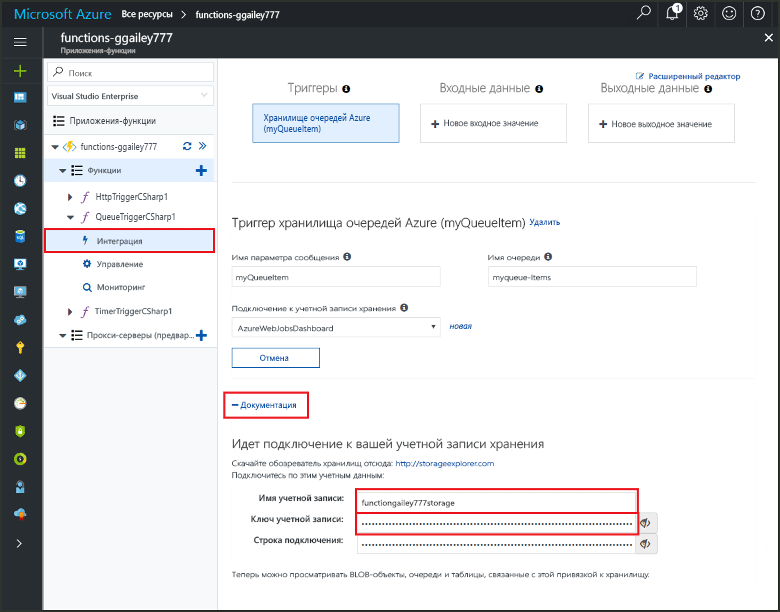 Microsoft Azure Все ресурсы > functions-ggailey777
1
functions-ggailey777
Приложения-функции
Поиск
Visual Studio Enterprise
Приложения-функции
functions-ggailey777
Функции
HttpTriggerCSharp1
QueueTriggerCSharp1
Интеграция
Управление
Мониторинг
TimerTriggerCSharp1
Прокси-серверы (предвар...
Расширенный редактор
Триггеры
Входные данные
Выходные данные
Хранилище очередей Azure
(myQueueItem)
Новое входное значение
Новое выходное значение
Триггер хранилища очередей Azure (myQueueItem) Удалить
Имя параметра сообщения
Имя очереди
myQueueItem
myqueue-Items
Подключение к учетной записи хранения
AzureWebJobsDashboard
новая
Отмена
Документация
Идет подключение к вашей учетной записи хранения
Скачайте обозреватель хранилищ отсюда: http://storageexplorer.com
Подключитесь по этим учетным данным:
Имя учетной записи: functiongailey777storage
Ключ учетной записи:
Строка подключения:
Теперь можно просматривать BLOB-объекты, очереди и таблицы, связанные с этой привязкой к хранилищу.